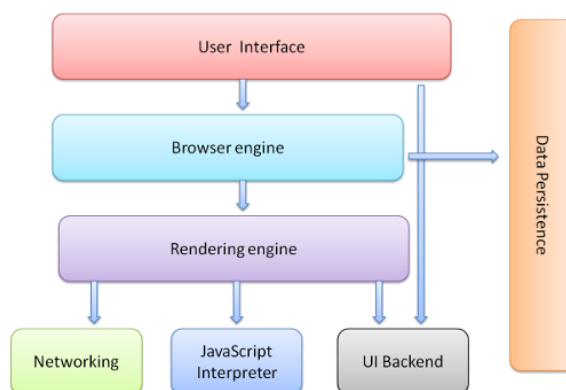 User Interface
Browser engine
Data Persistence
Rendering engine
Networking
JavaScript
Interpreter
UI Backend